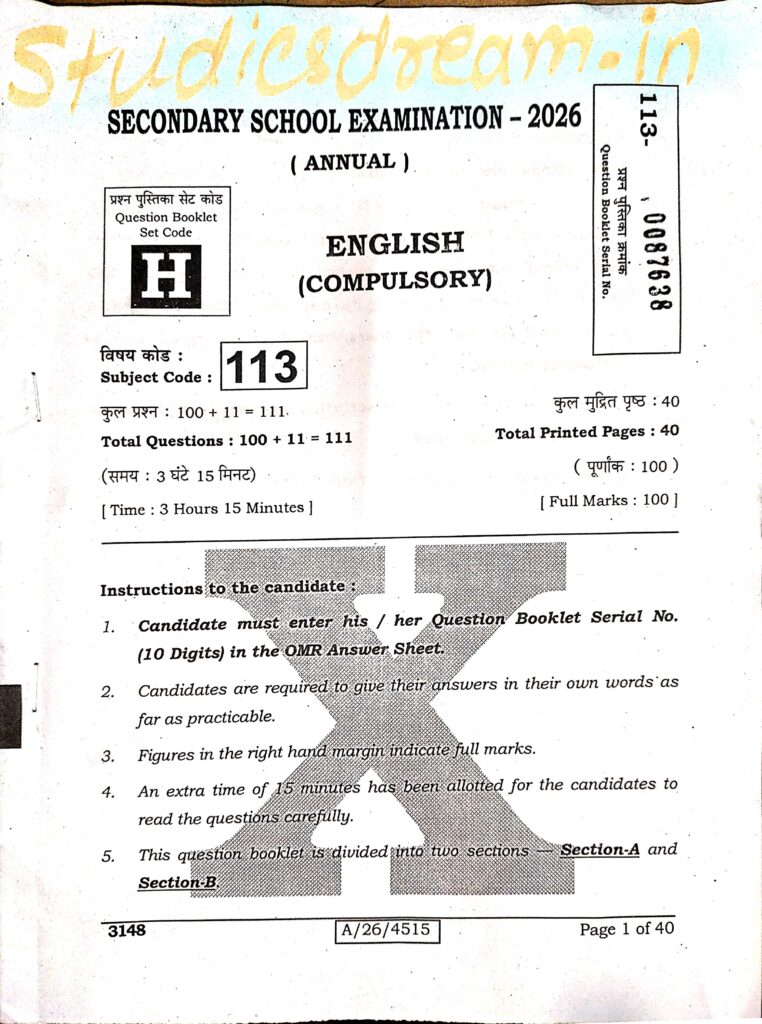 Studiesdream.in
SECONDARY SCHOOL EXAMINATION – 2026
( ANNUAL )
113-
0087638
प्रश्न पुस्तिका क्रमांक
Question Booklet Serial No.
प्रश्न पुस्तिका सेट कोड
Question Booklet
Set Code
H
ENGLISH
(COMPULSORY)
विषय कोड :
Subject Code : 113
कुल प्रश्न : 100 + 11 = 111.
कुल मुद्रित पृष्ठ : 40
Total Questions : 100 + 11 = 111
Total Printed Pages : 40
(समय : 3 घंटे 15 मिनट)
( पूर्णांक : 100 )
[ Time : 3 Hours 15 Minutes ]
[ Full Marks : 100 ]
X
Instructions to the candidate :
1. Candidate must enter his / her Question Booklet Serial No.
(10 Digits) in the OMR Answer Sheet.
2. Candidates are required to give their answers in their own words as
far as practicable.
3. Figures in the right hand margin indicate full marks.
4. An extra time of 15 minutes has been allotted for the candidates to
read the questions carefully.
5. This question booklet is divided into two sections — Section-A and
Section-B.
3148
A/26/4515
Page 1 of 40